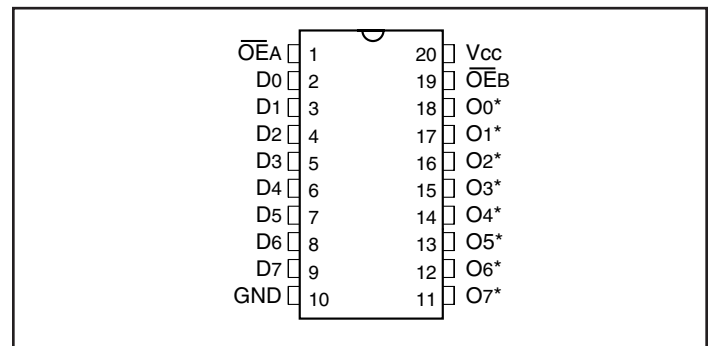 OEA 1 20 Vcc
D0 2 19 OEB
D1 3 18 O0*
D2 4 17 O1*
D3 5 16 O2*
D4 6 15 O3*
D5 7 14 O4*
D6 8 13 O5*
D7 9 12 O6*
GND 10 11 O7*